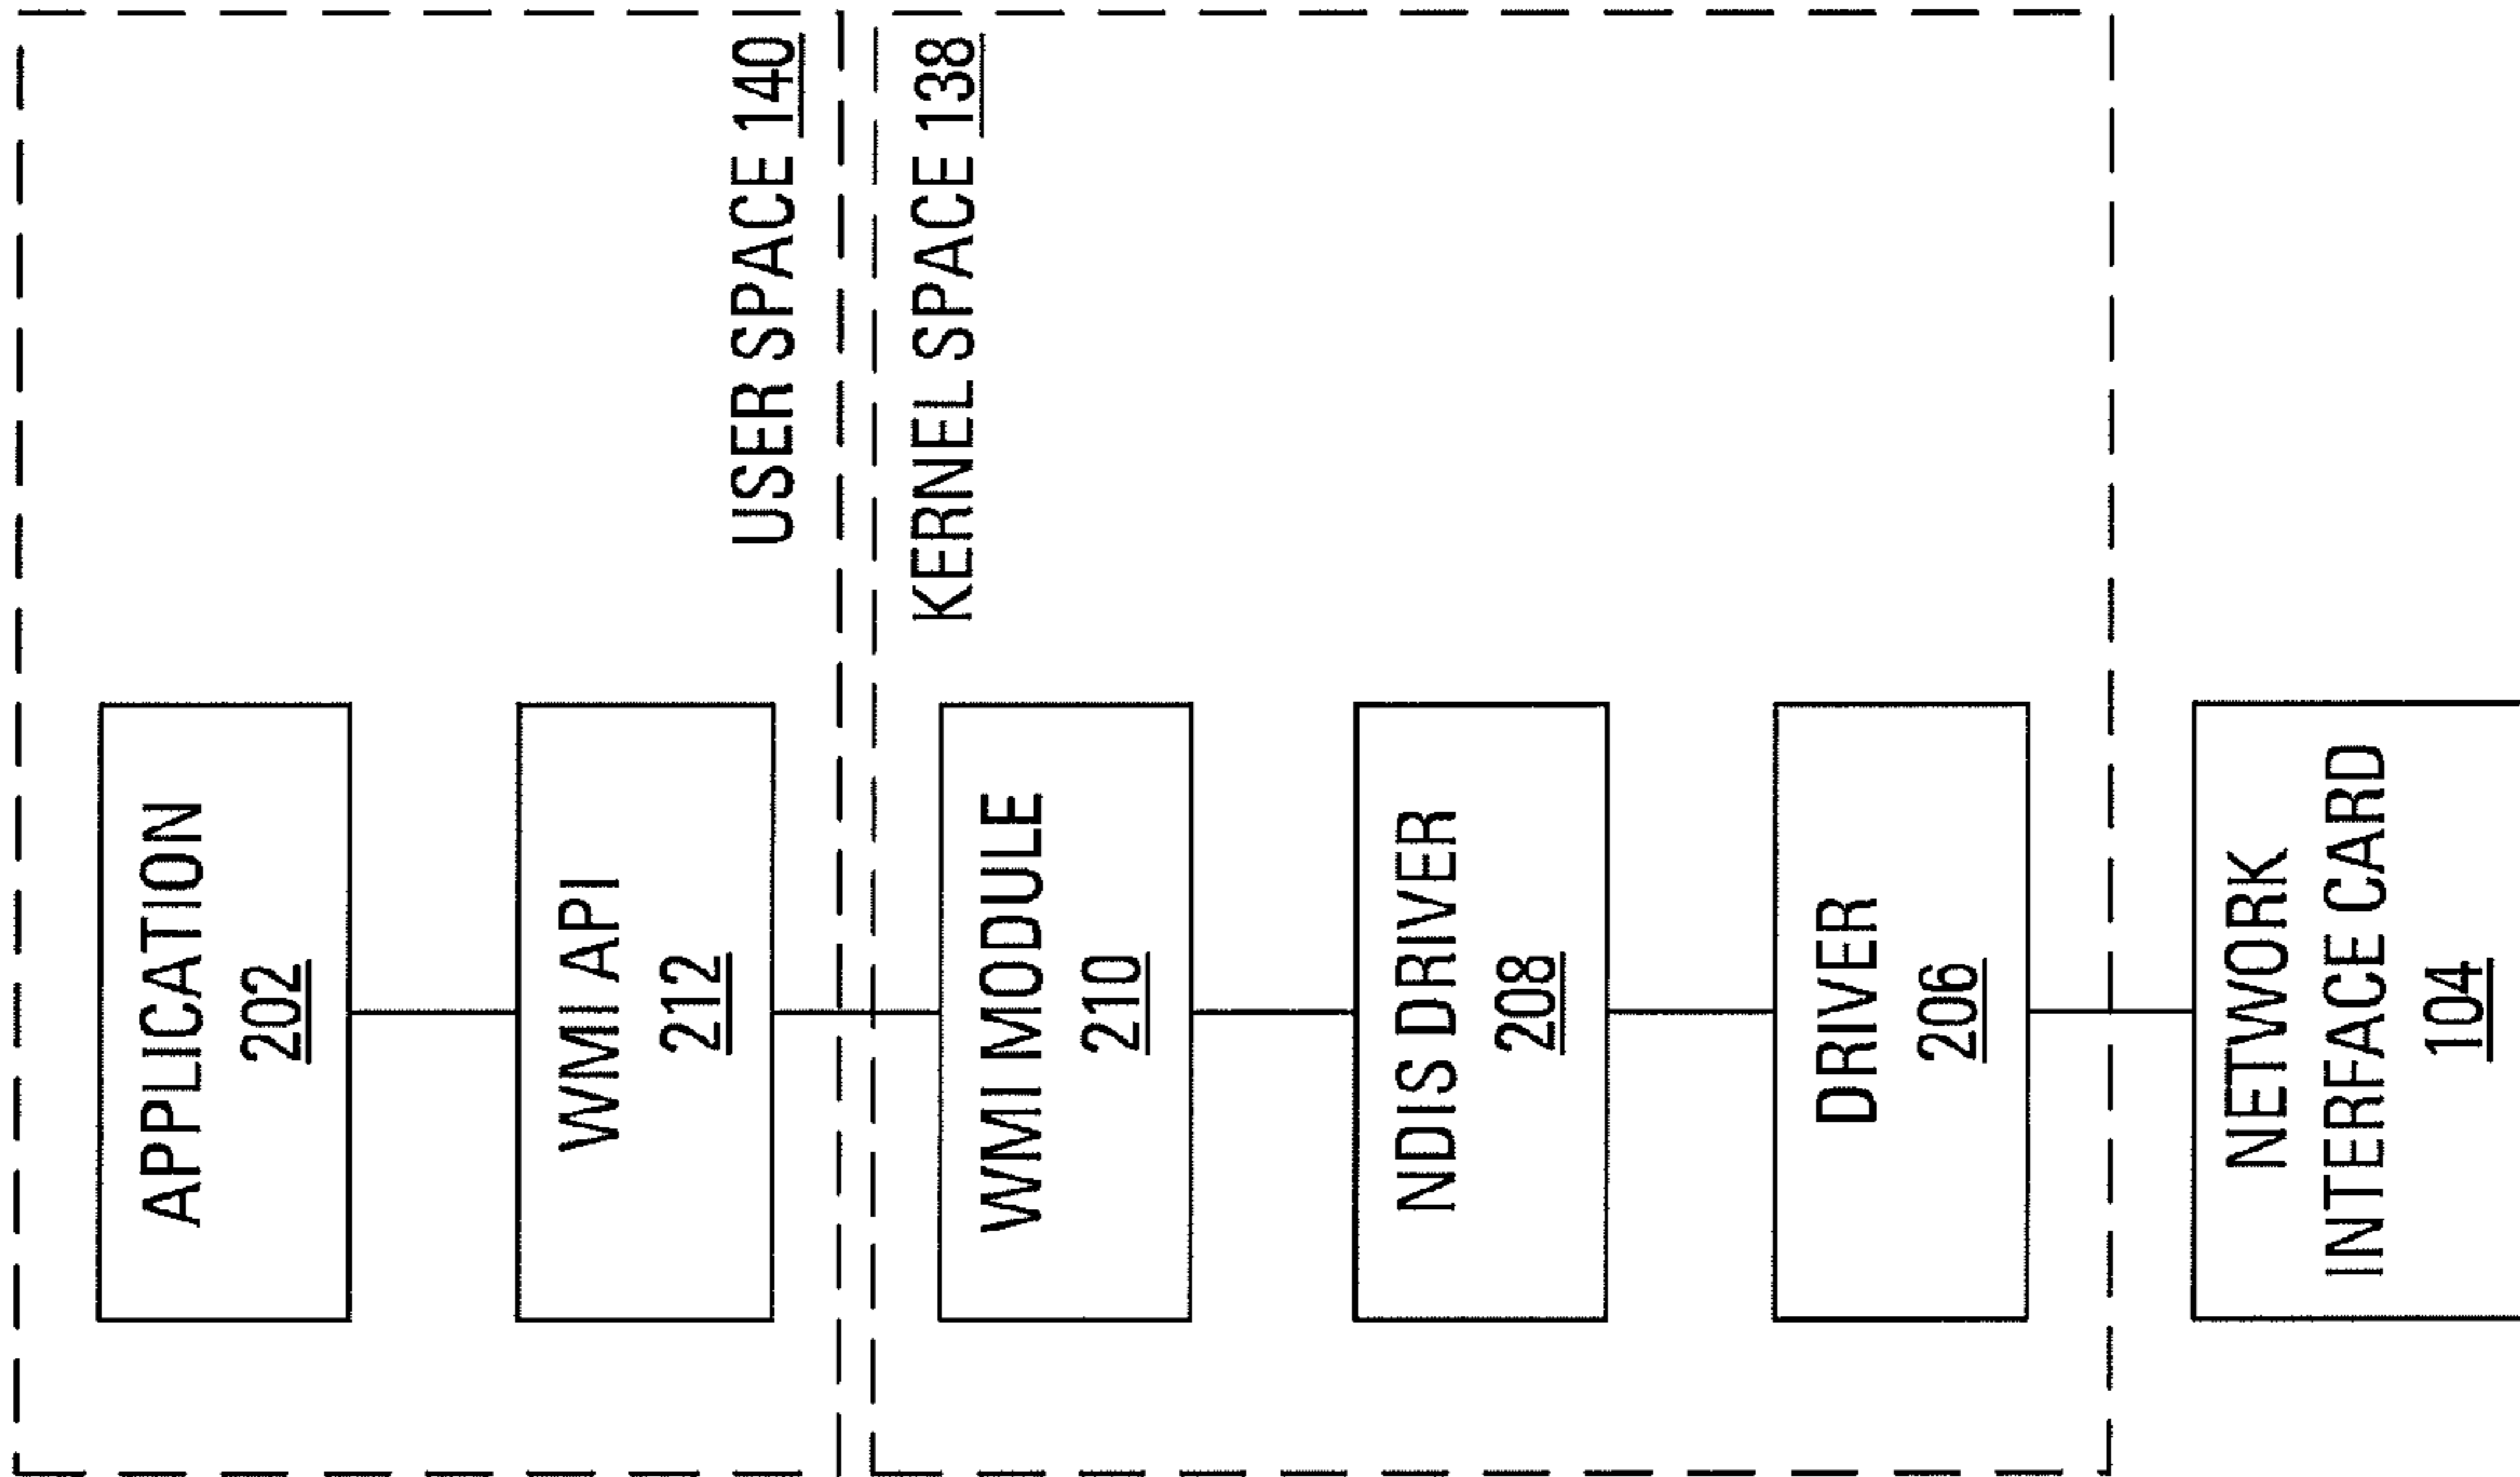 APPLICATION
202
WMI API
212
USER SPACE 140
KERNEL SPACE 138
WMI MODULE
210
NDIS DRIVER
208
DRIVER
206
NETWORK
INTERFACE CARD
104